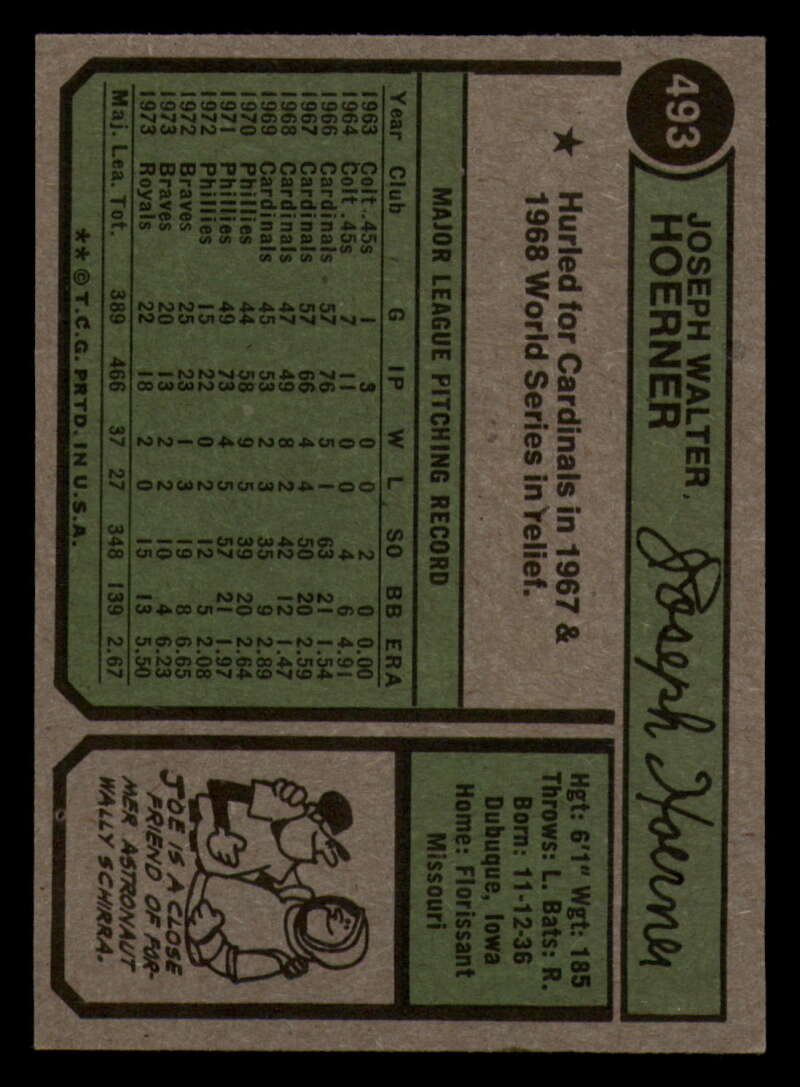 493
JOSEPH WALTER
HOERNER
Joseph Hoerner
★ Hurled for Cardinals in 1967 &
1968 World Series in relief.
MAJOR LEAGUE PITCHING RECORD
Year Club G IP W L SO BB ERA
1963 Colt .45s 1 3 0 0 2 0 0.00
1964 Colt .45s 7 11 0 0 4 6 4.91
1966 Cardinals 57 76 5 1 63 21 1.54
1967 Cardinals 57 66 4 4 50 20 2.59
1968 Cardinals 47 49 8 2 42 12 1.47
1969 Cardinals 45 53 2 3 35 9 2.89
1970 Phillies 44 58 9 5 39 20 2.64
1971 Phillies 49 73 4 5 57 21 1.97
1972 Phillies 15 22 0 2 12 5 2.08
1972 Braves 25 23 1 3 19 8 6.65
1973 Braves 20 13 2 2 10 4 6.23
1973 Royals 22 18 2 0 15 13 5.50
Maj. Lea. Tot. 389 466 37 27 348 139 2.67
** © T.C.G. PRTD. IN U.S.A.
Hgt: 6'1" Wgt: 185
Throws: L. Bats: R.
Born: 11-12-36
Dubuque, Iowa
Home: Florissant
Missouri
JOE IS A CLOSE
FRIEND OF FOR-
MER ASTRONAUT
WALLY SCHIRRA.